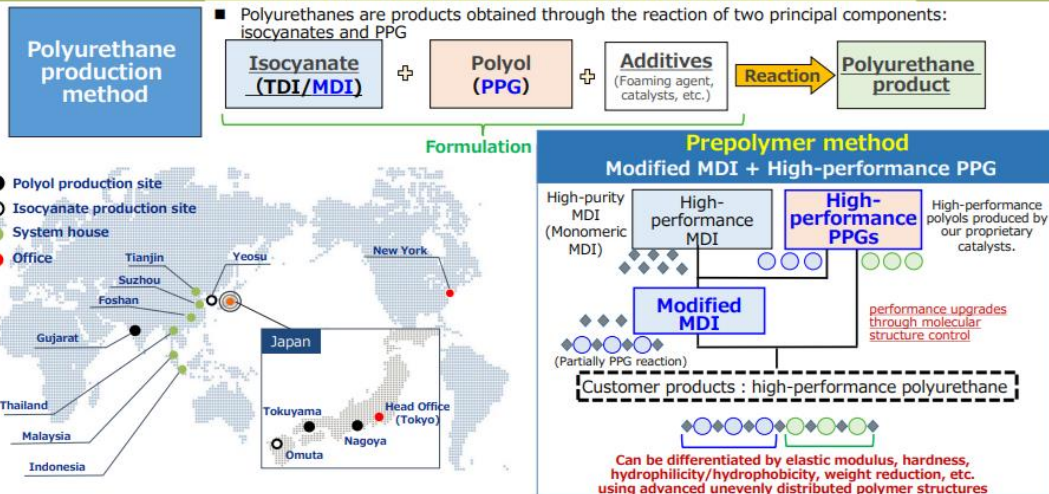 Polyurethane
production
method
■ Polyurethanes are products obtained through the reaction of two principal components:
isocyanates and PPG
Isocyanate
(TDI/MDI)
+
Polyol
(PPG)
+
Additives
(Foaming agent,
catalysts, etc.)
Reaction
Polyurethane
product
Formulation
Polyol production site
Isocyanate production site
System house
Office
Tianjin
Yeosu
Suzhou
Foshan
Gujarat
Thailand
Malaysia
Indonesia
New York
Japan
Tokuyama
Head Office
(Tokyo)
Nagoya
Omuta
Prepolymer method
Modified MDI + High-performance PPG
High-purity
MDI
(Monomeric
MDI)
High-
performance
MDI
High-
performance
PPGs
High-performance
polyols produced by
our proprietary
catalysts.
Modified
MDI
performance upgrades
through molecular
structure control
(Partially PPG reaction)
Customer products : high-performance polyurethane
Can be differentiated by elastic modulus, hardness,
hydrophilicity/hydrophobicity, weight reduction, etc.
using advanced unevenly distributed polymer structures